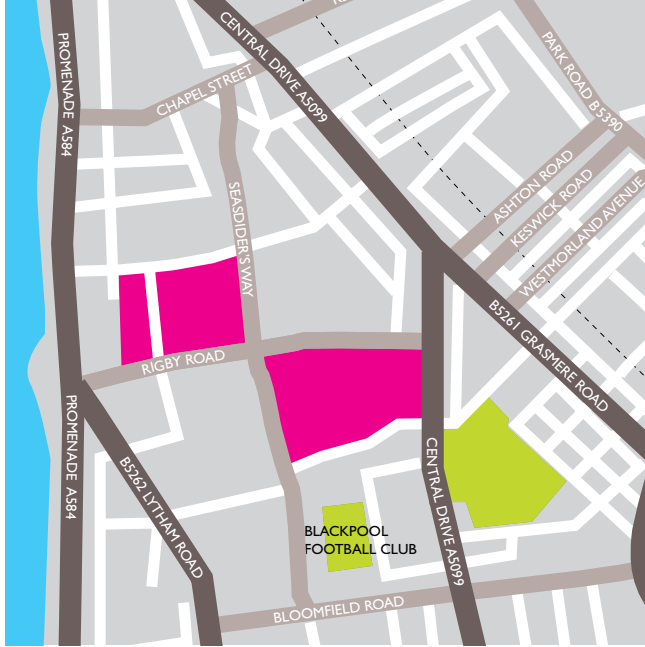 CENTRAL DRIVE A5099
PROMENADE A584
CHAPEL STREET
PARK ROAD B5390
ASHTON ROAD
KESWICK ROAD
WESTMORLAND AVENUE
SEASDIDER'S WAY
B5261 GRASMERE ROAD
RIGBY ROAD
PROMENADE A584
B5262 LYTHAM ROAD
CENTRAL DRIVE A5099
BLACKPOOL
FOOTBALL CLUB
BLOOMFIELD ROAD